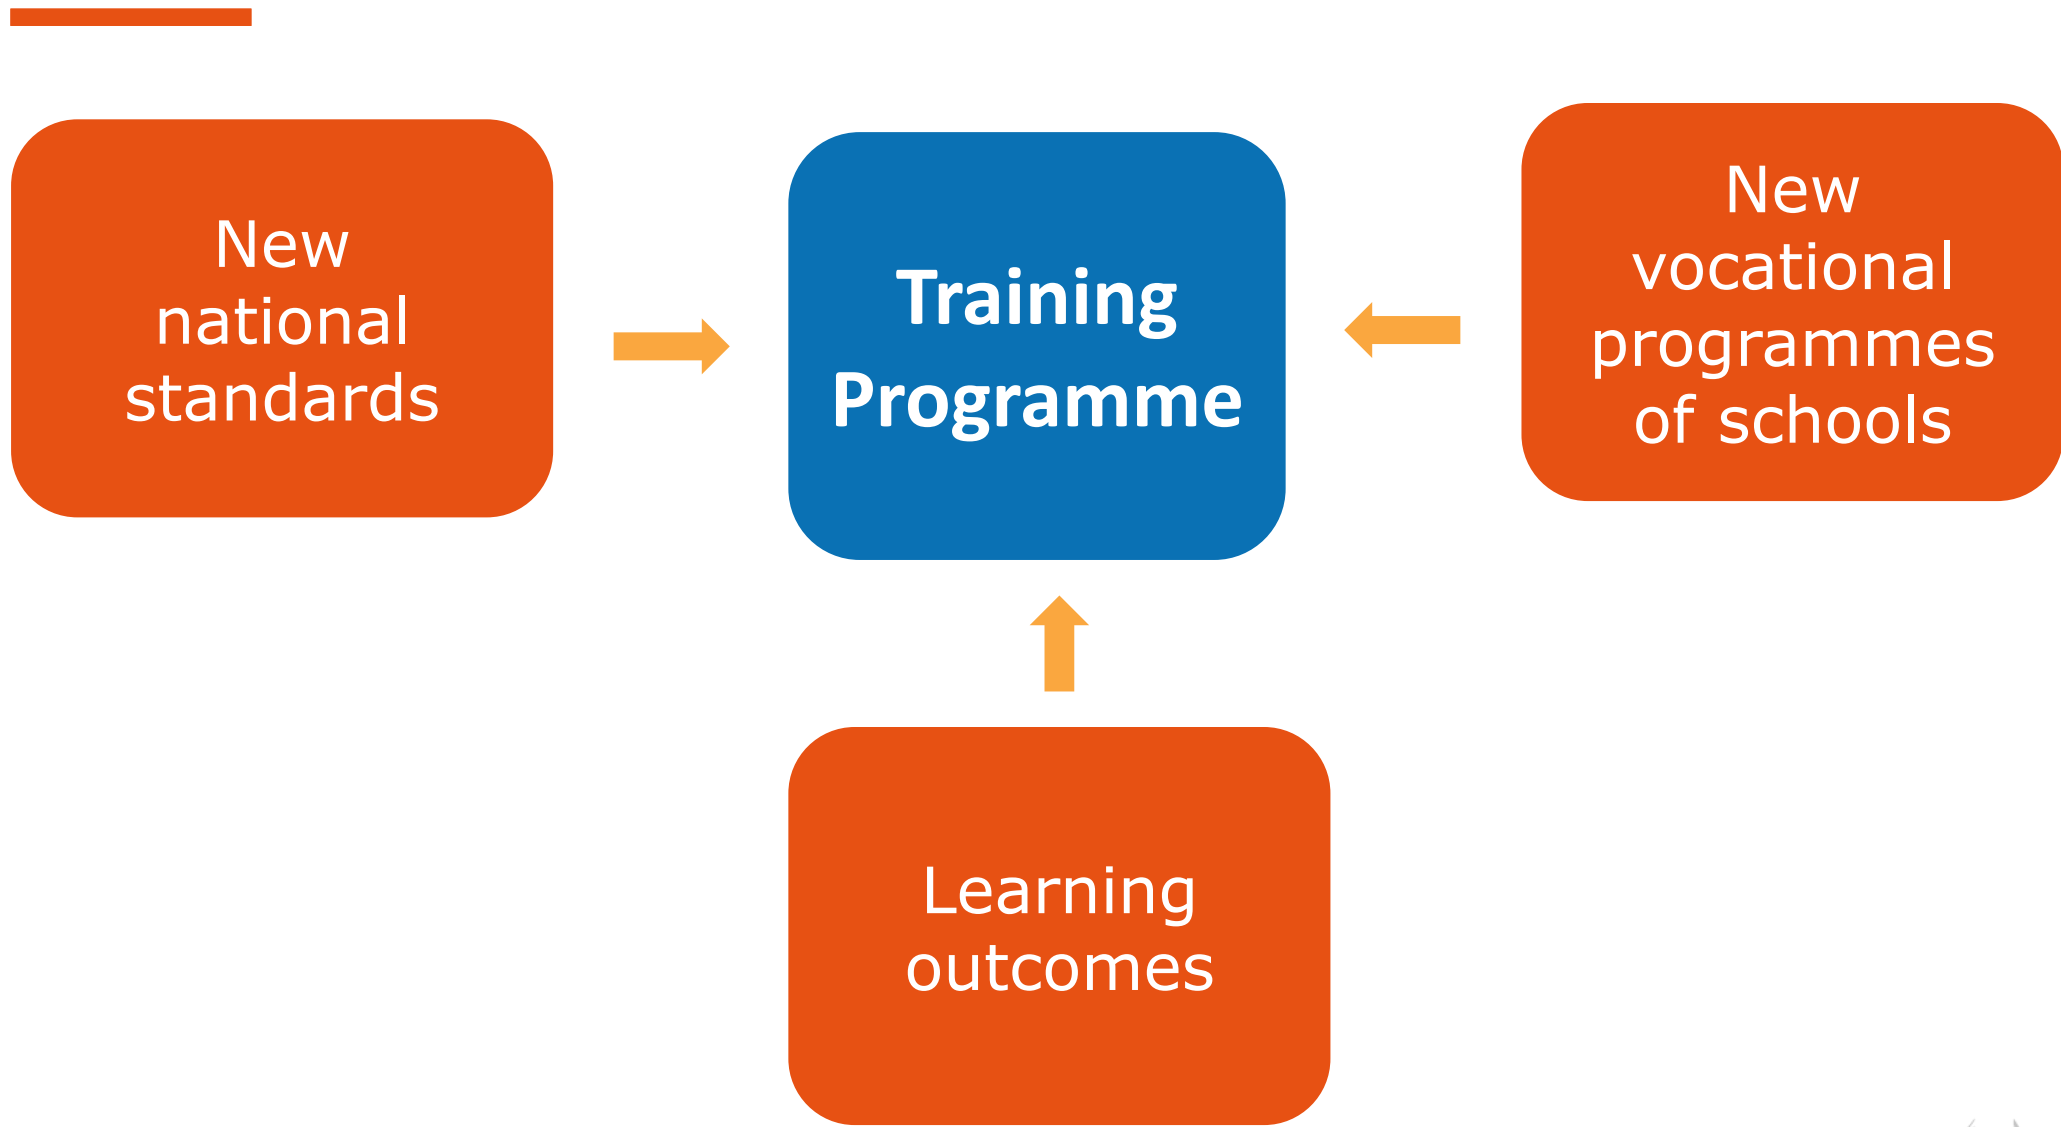 New
national
standards
Training
Programme
New
vocational
programmes
of schools
Learning
outcomes